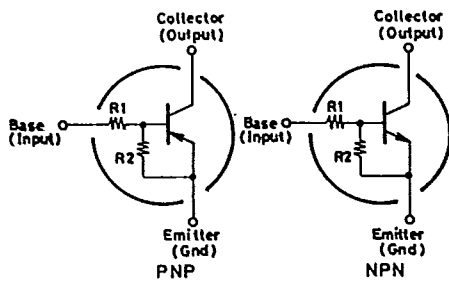 Collector
(Output)
R1
Base
(Input)
R2
Emitter
(Gnd)
PNP
Collector
(Output)
R1
Base
(Input)
R2
Emitter
(Gnd)
NPN